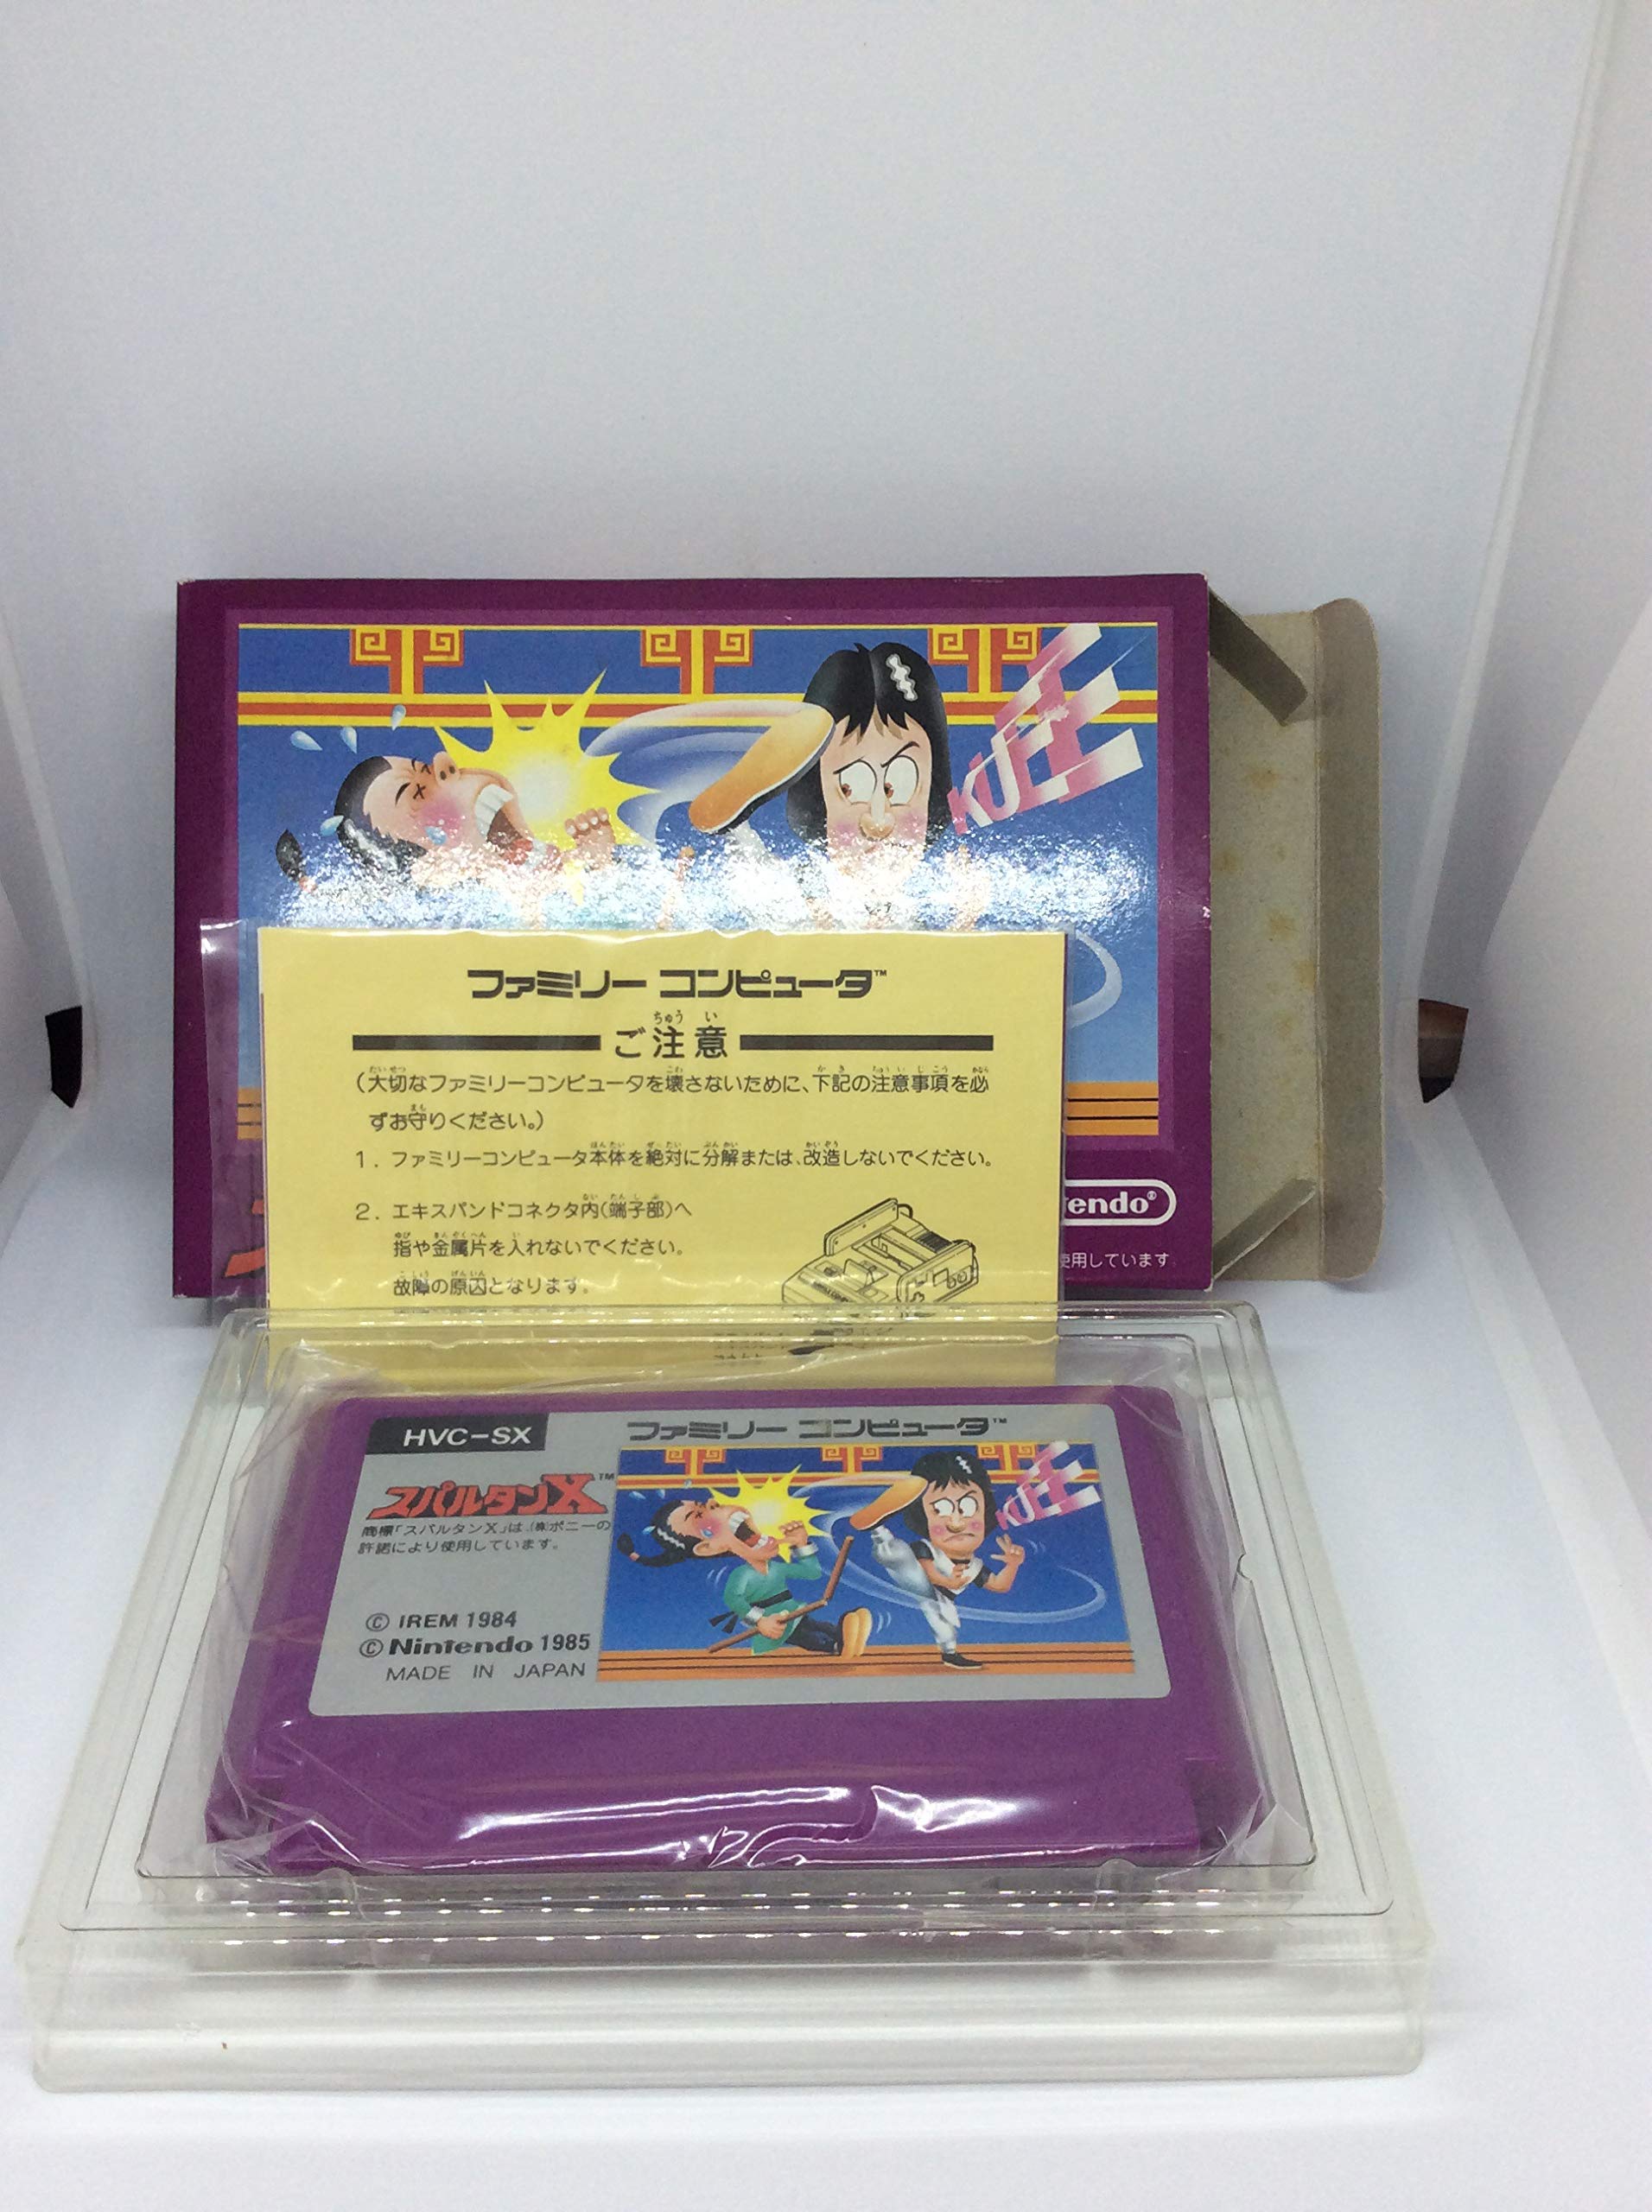 KUEEE
ファミリー コンピュータ™
ちゅう い
ご注意
(大切なファミリーコンピュータを壊さないために、下記の注意事項を必
ずお守りください。)
1. ファミリーコンピュータ本体を絶対に分解または、改造しないでください。
2. エキスパンドコネクタ内(端子部)へ
指や金属片を入れないでください。
故障の原因となります。
endo®
使用しています
HVC-SX
ファミリー コンピュータ™
スパルタンX™
商標「スパルタンX」は、(株)ポニーの
許諾により使用しています。
© IREM 1984
© Nintendo 1985
MADE IN JAPAN
KUEEE